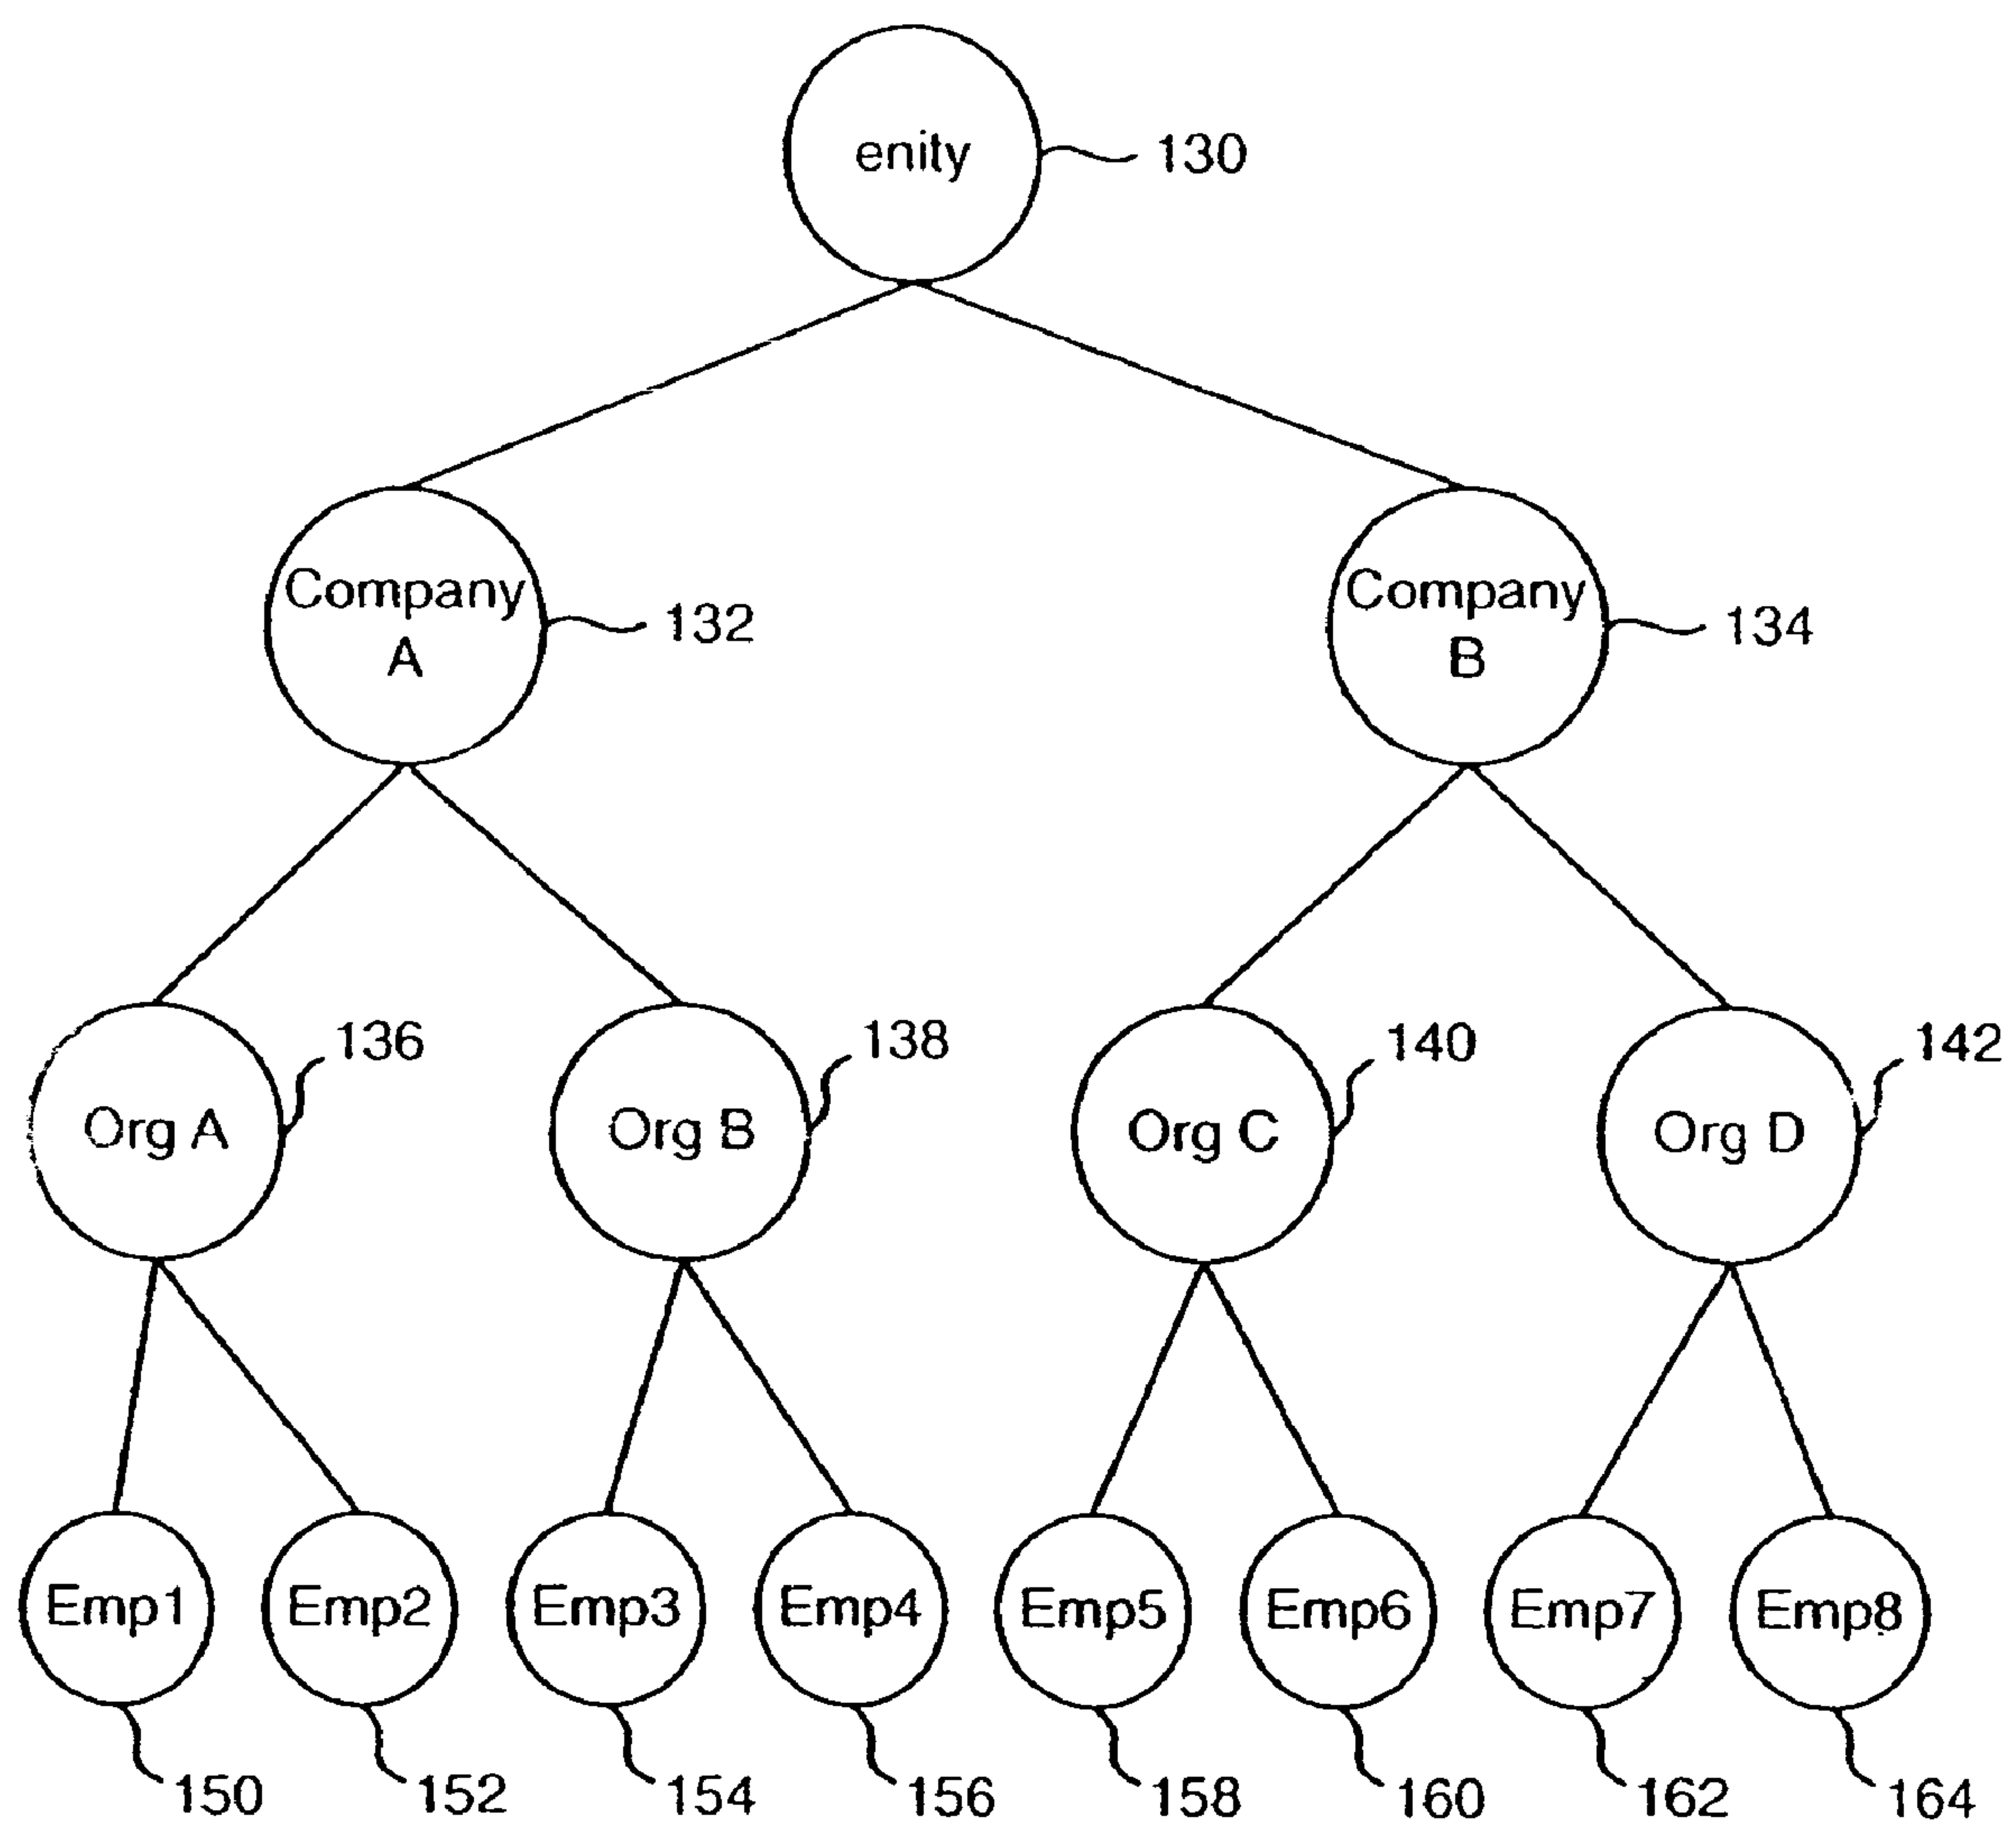 enity
130
Company
A
132
Company
B
134
136
138
140
142
Org A
Org B
Org C
Org D
Emp1
Emp2
Emp3
Emp4
Emp5
Emp6
Emp7
Emp8
150
152
154
156
158
160
162
164